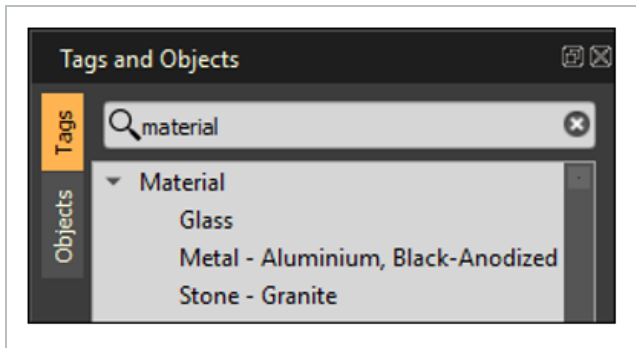 Tags and Objects
Tags
material
Objects
Material
Glass
Metal - Aluminium, Black-Anodized
Stone - Granite